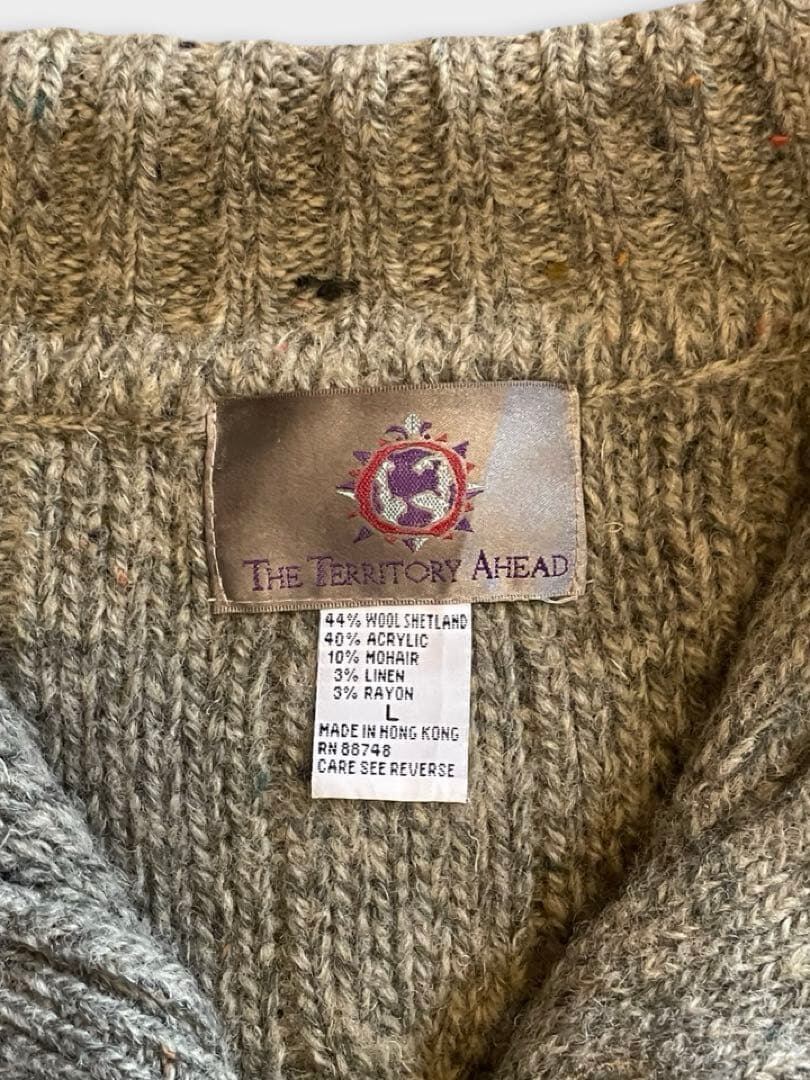 THE TERRITORY AHEAD
44% WOOL SHETLAND
40% ACRYLIC
10% MOHAIR
3% LINEN
3% RAYON
L
MADE IN HONG KONG
RN 88748
CARE SEE REVERSE